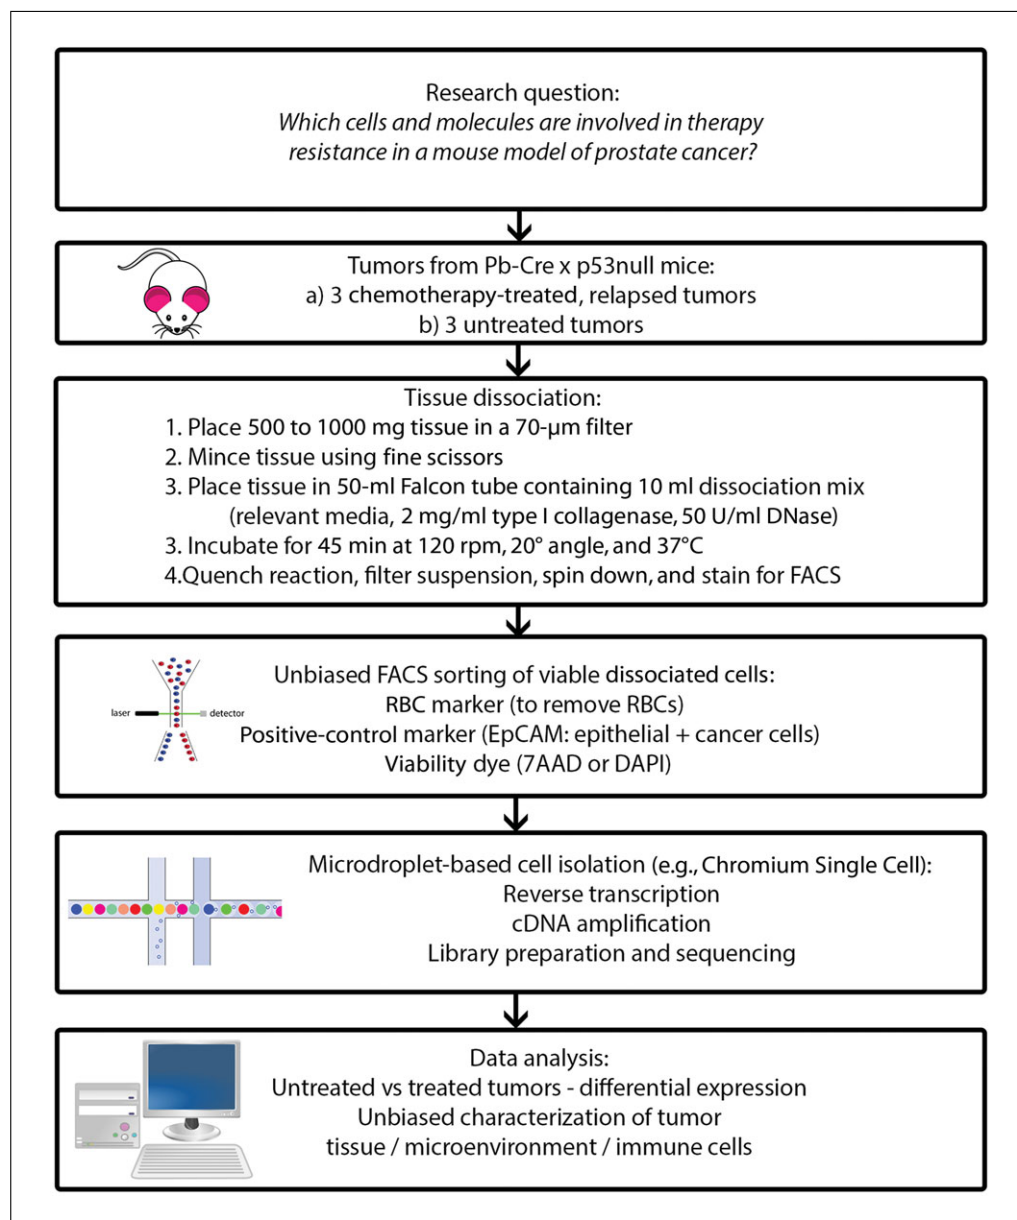 Research question:
Which cells and molecules are involved in therapy
resistance in a mouse model of prostate cancer?
Tumors from Pb-Cre x p53null mice:
a) 3 chemotherapy-treated, relapsed tumors
b) 3 untreated tumors
Tissue dissociation:
1. Place 500 to 1000 mg tissue in a 70-µm filter
2. Mince tissue using fine scissors
3. Place tissue in 50-ml Falcon tube containing 10 ml dissociation mix
(relevant media, 2 mg/ml type I collagenase, 50 U/ml DNase)
3. Incubate for 45 min at 120 rpm, 20° angle, and 37°C
4.Quench reaction, filter suspension, spin down, and stain for FACS
Unbiased FACS sorting of viable dissociated cells:
RBC marker (to remove RBCs)
laser
detector
Positive-control marker (EpCAM: epithelial + cancer cells)
Viability dye (7AAD or DAPI)
Microdroplet-based cell isolation (e.g., Chromium Single Cell):
Reverse transcription
cDNA amplification
Library preparation and sequencing
Data analysis:
Untreated vs treated tumors - differential expression
Unbiased characterization of tumor
tissue / microenvironment / immune cells